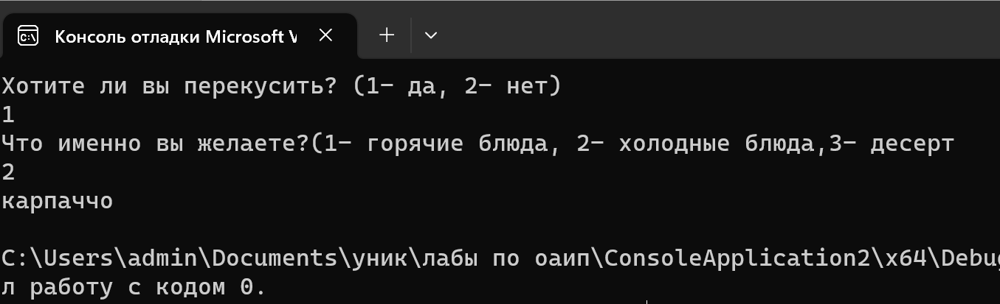 Консоль отладки Microsoft
Хотите ли вы перекусить? (1- да, 2- нет)
1
Что именно вы желаете?(1- горячие блюда, 2- холодные блюда,3- десерт
2
карпаччо
C:\Users\admin\Documents\уник\лабы по оаип\ConsoleApplication2\x64\Debug
л работу с кодом 0.